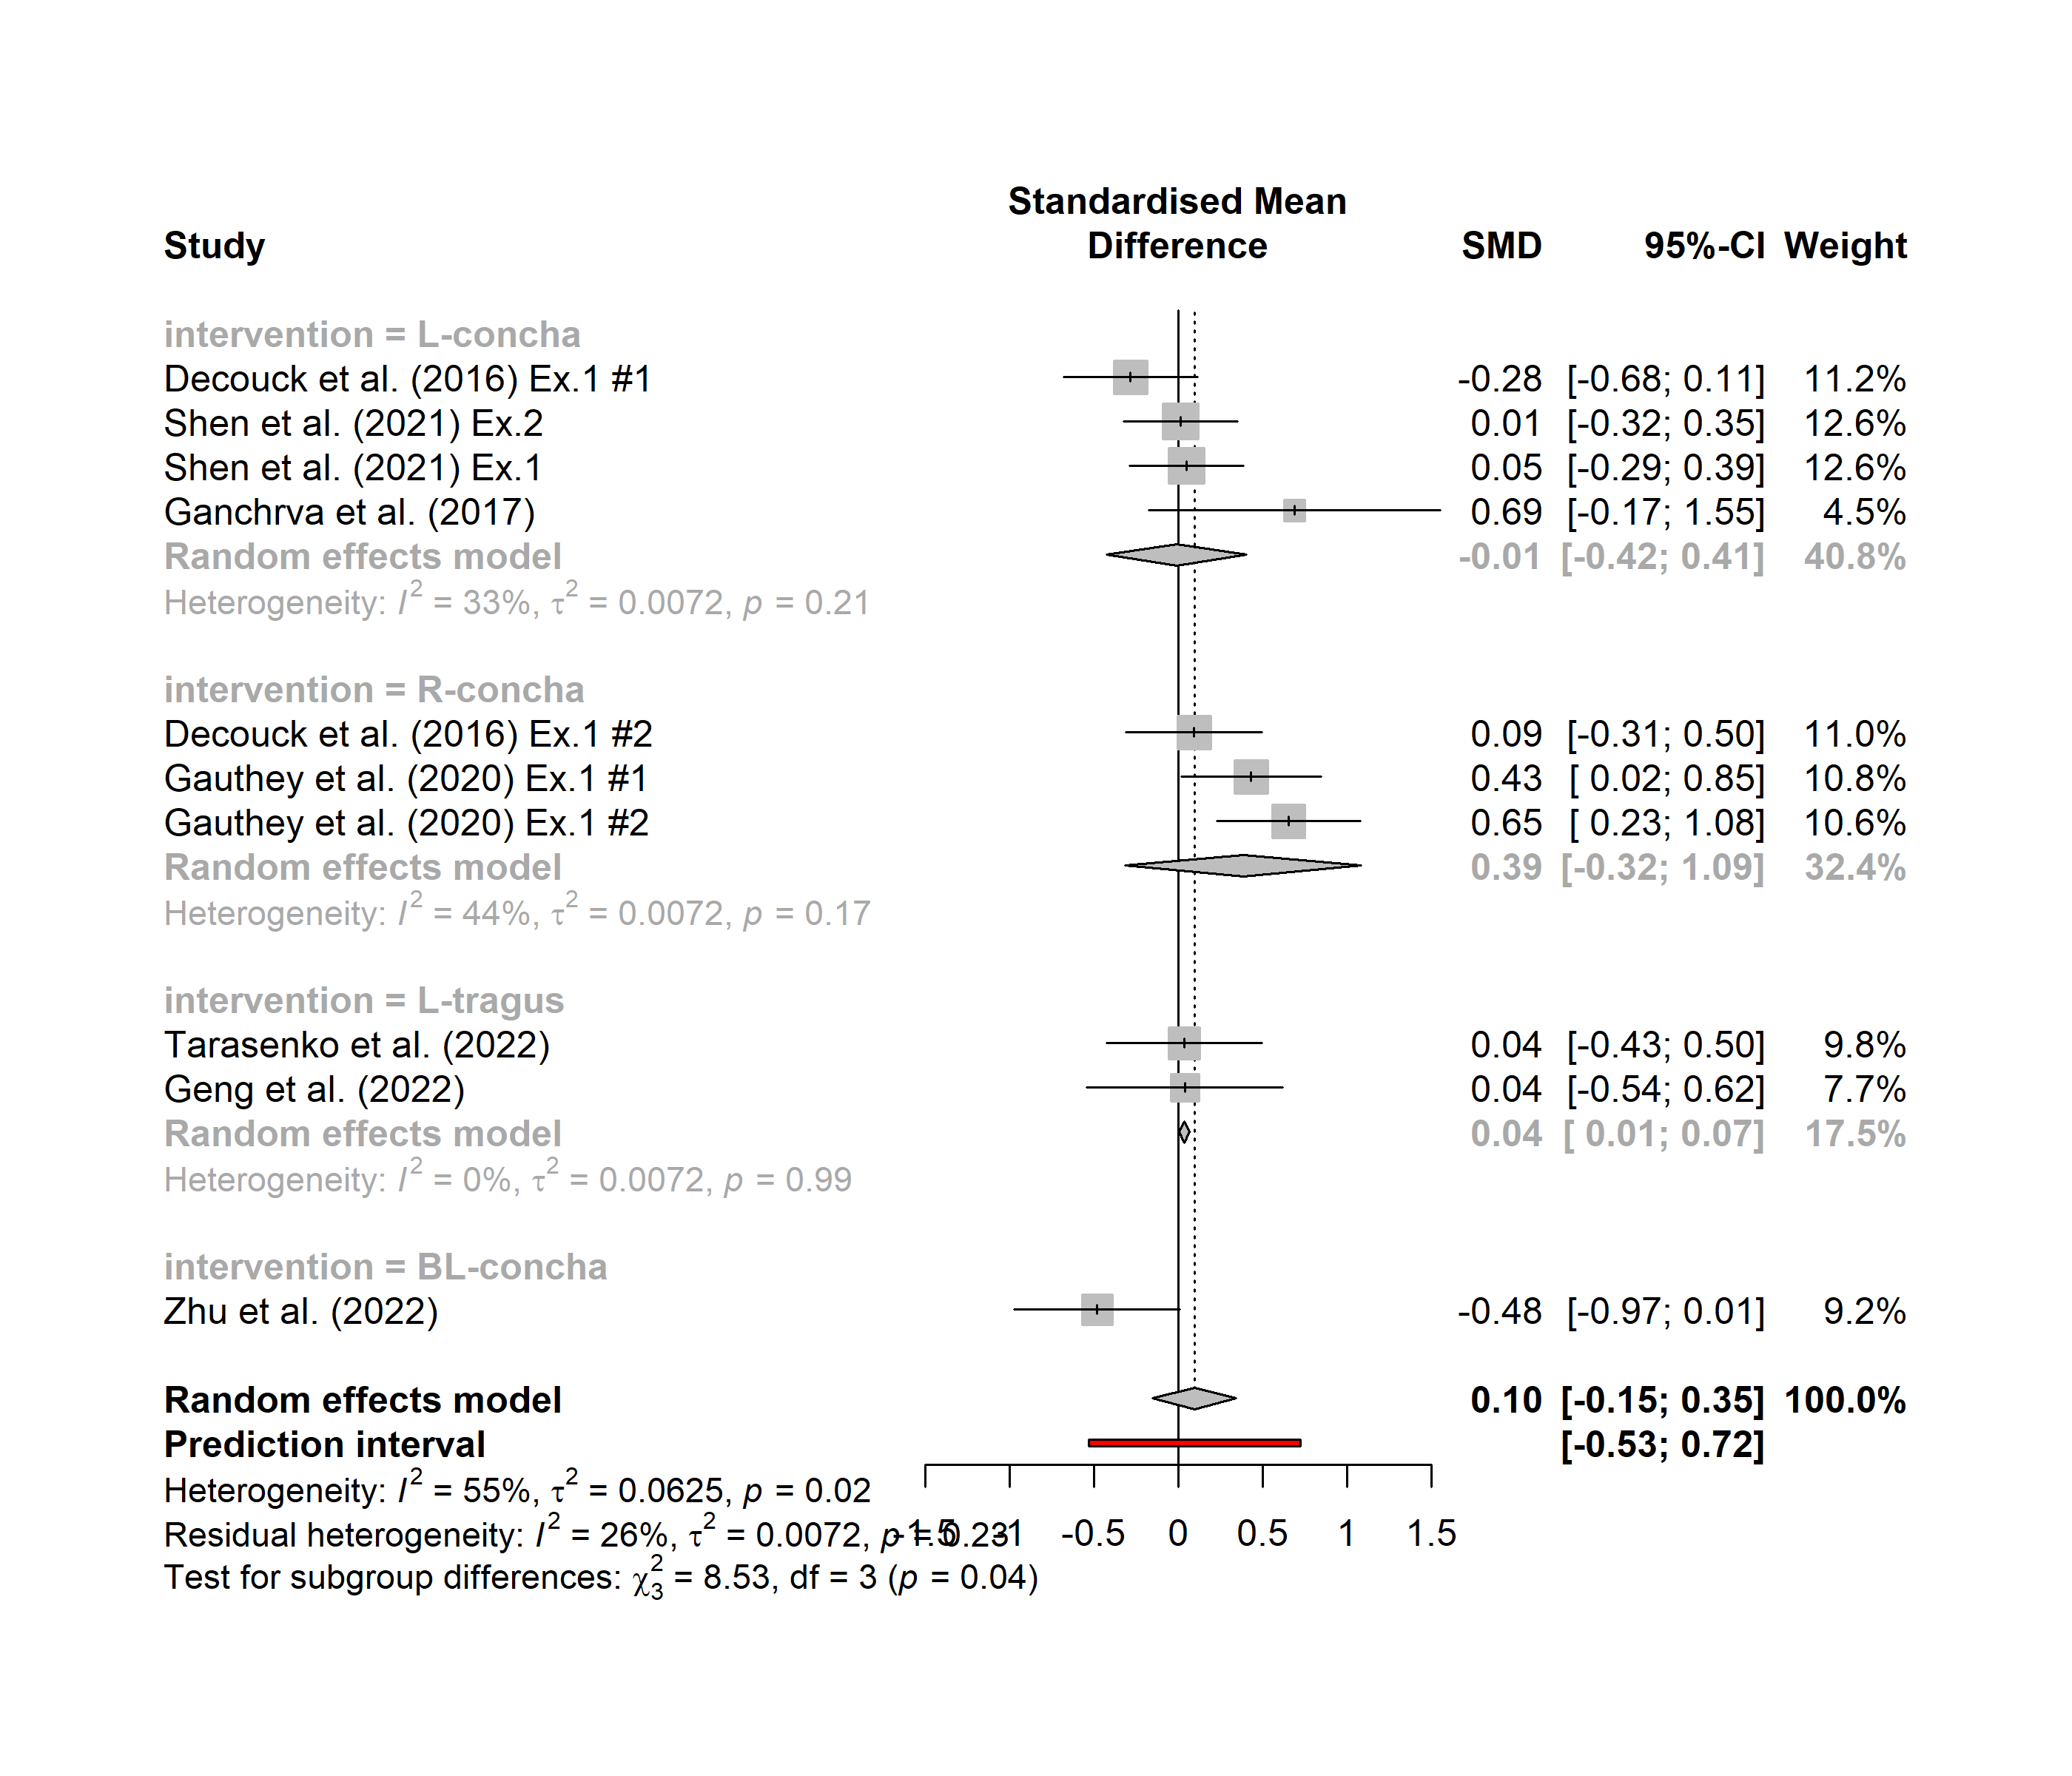 Standardised Mean
Study Difference SMD 95%-CI Weight
intervention = L-concha
Decouck et al. (2016) Ex.1 #1 -0.28 [-0.68; 0.11] 11.2%
Shen et al. (2021) Ex.2 0.01 [-0.32; 0.35] 12.6%
Shen et al. (2021) Ex.1 0.05 [-0.29; 0.39] 12.6%
Ganchrva et al. (2017) 0.69 [-0.17; 1.55] 4.5%
Random effects model -0.01 [-0.42; 0.41] 40.8%
Heterogeneity: I² = 33%, τ² = 0.0072, p = 0.21
intervention = R-concha
Decouck et al. (2016) Ex.1 #2 0.09 [-0.31; 0.50] 11.0%
Gauthey et al. (2020) Ex.1 #1 0.43 [ 0.02; 0.85] 10.8%
Gauthey et al. (2020) Ex.1 #2 0.65 [ 0.23; 1.08] 10.6%
Random effects model 0.39 [-0.32; 1.09] 32.4%
Heterogeneity: I² = 44%, τ² = 0.0072, p = 0.17
intervention = L-tragus
Tarasenko et al. (2022) 0.04 [-0.43; 0.50] 9.8%
Geng et al. (2022) 0.04 [-0.54; 0.62] 7.7%
Random effects model 0.04 [ 0.01; 0.07] 17.5%
Heterogeneity: I² = 0%, τ² = 0.0072, p = 0.99
intervention = BL-concha
Zhu et al. (2022) -0.48 [-0.97; 0.01] 9.2%
Random effects model 0.10 [-0.15; 0.35] 100.0%
Prediction interval [-0.53; 0.72]
Heterogeneity: I² = 55%, τ² = 0.0625, p = 0.02
Residual heterogeneity: I² = 26%, τ² = 0.0072, p = 0.23
-1.5 -1 -0.5 0 0.5 1 1.5
Test for subgroup differences: χ²₃ = 8.53, df = 3 (p = 0.04)